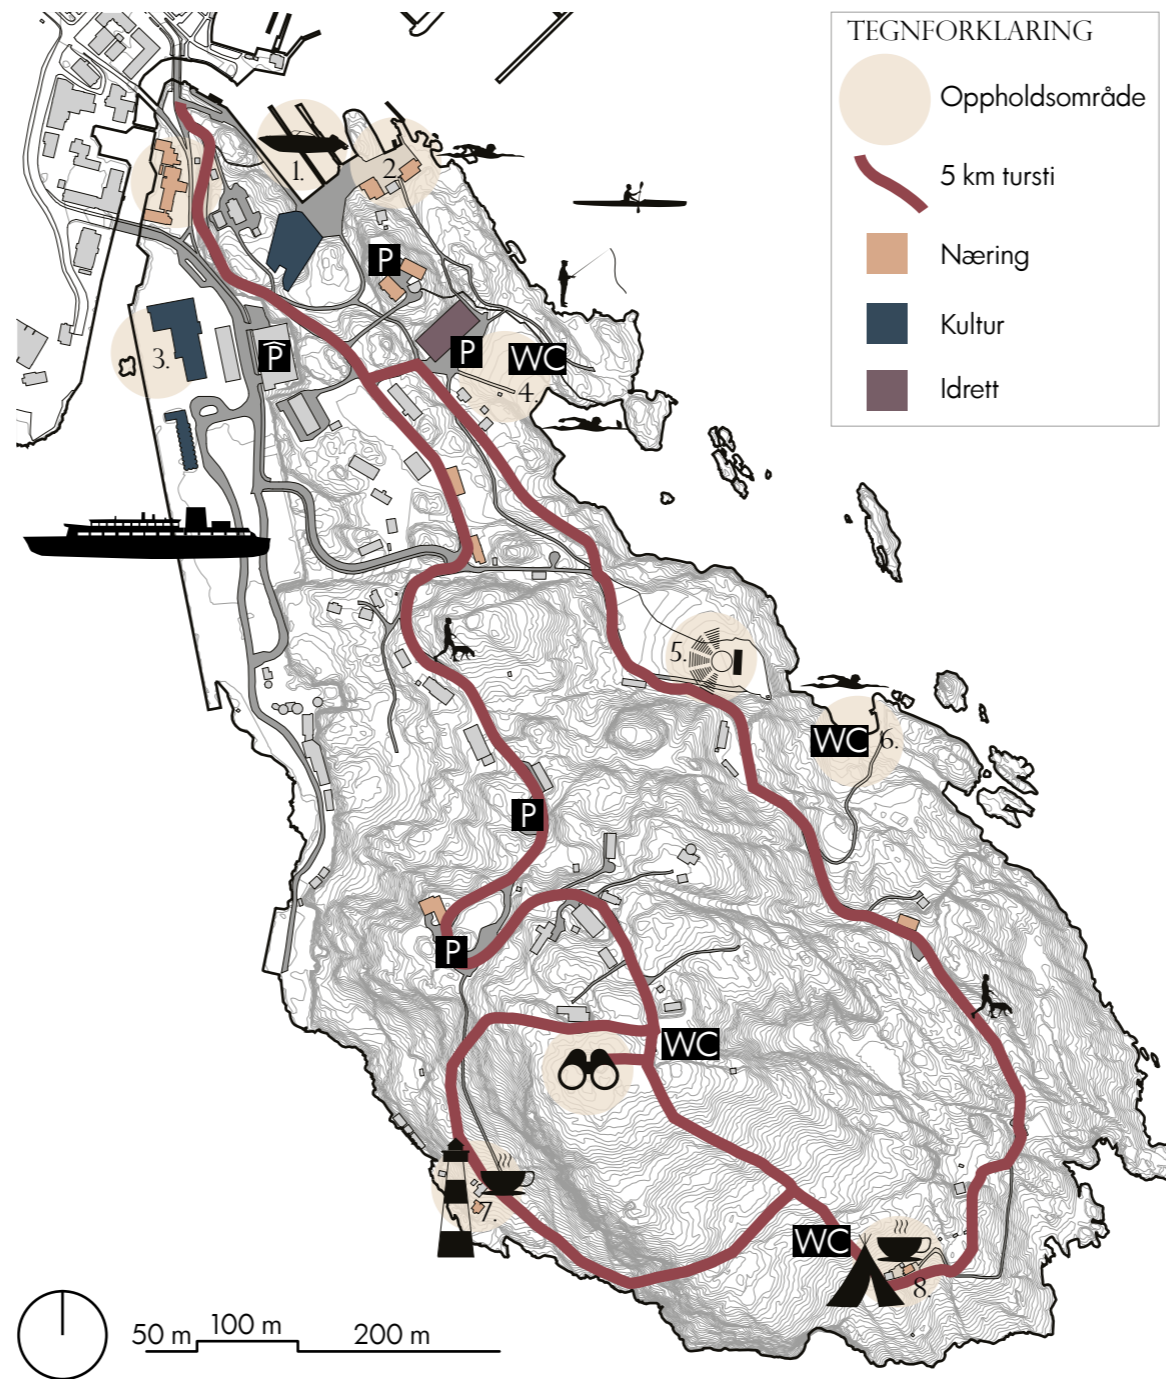 TEGNFORKLARING
Oppholdsområde
5 km tursti
Næring
Kultur
Idrett
1.
2.
P
3.
P
P
WC
4.
5.
WC
6.
P
P
WC
7.
WC
8.
50 m
100 m
200 m